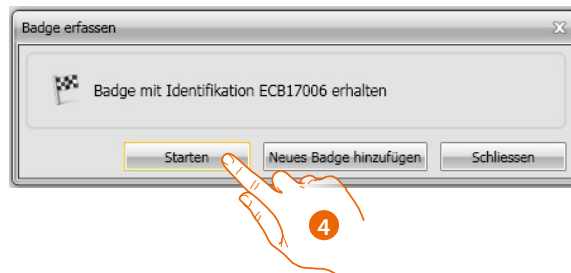 Badge erfassen
Badge mit Identifikation ECB17006 erhalten
Starten Neues Badge hinzufügen Schliessen
4